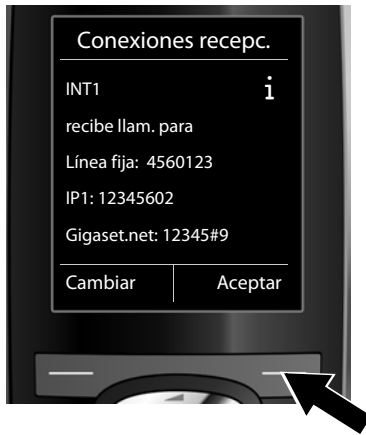 Conexiones recepc.
INT1 i
recibe llam. para
Línea fija: 4560123
IP1: 12345602
Gigaset.net: 12345#9
Cambiar Aceptar